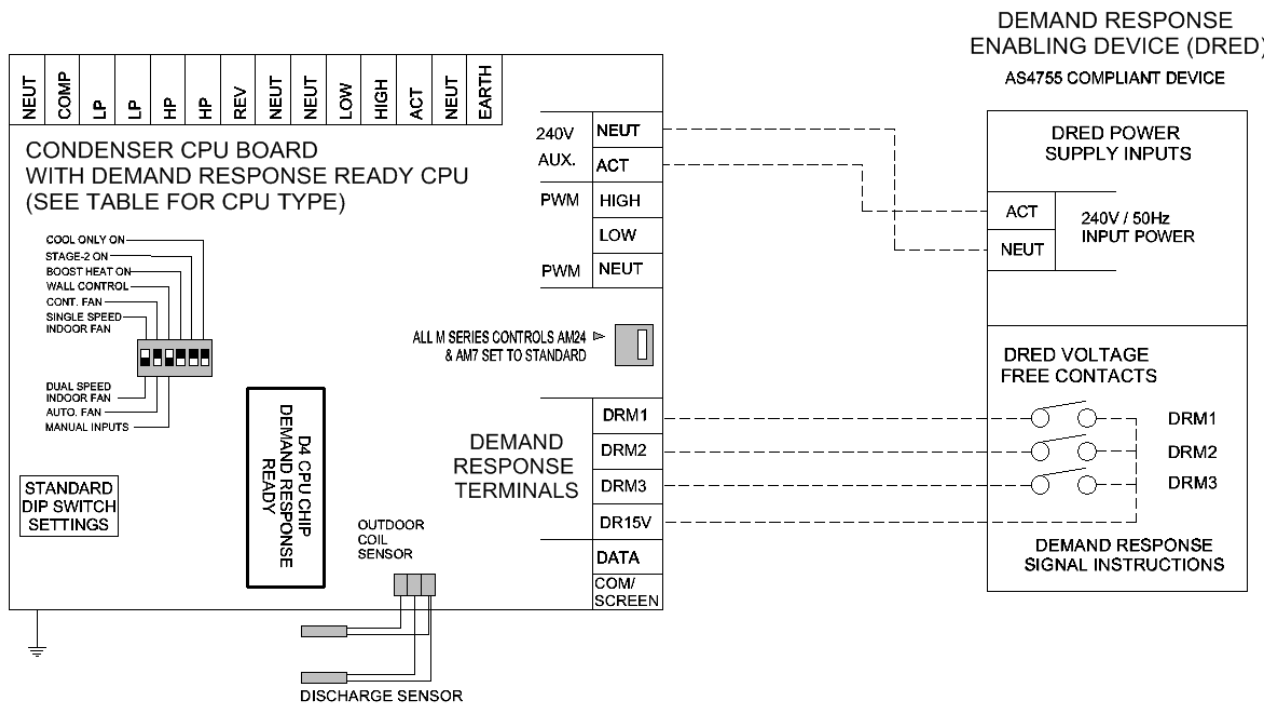 DEMAND RESPONSE
ENABLING DEVICE (DRED)
AS4755 COMPLIANT DEVICE
NEUT
COMP
LP
LP
HP
HP
REV
NEUT
NEUT
LOW
HIGH
ACT
NEUT
EARTH
CONDENSER CPU BOARD
WITH DEMAND RESPONSE READY CPU
(SEE TABLE FOR CPU TYPE)
240V
AUX.
NEUT
ACT
PWM
HIGH
LOW
PWM
NEUT
DRED POWER
SUPPLY INPUTS
ACT
NEUT
240V / 50Hz
INPUT POWER
COOL ONLY ON
STAGE-2 ON
BOOST HEAT ON
WALL CONTROL
CONT. FAN
SINGLE SPEED
INDOOR FAN
DUAL SPEED
INDOOR FAN
AUTO. FAN
MANUAL INPUTS
ALL M SERIES CONTROLS AM24
& AM7 SET TO STANDARD
STANDARD
DIP SWITCH
SETTINGS
D4 CPU CHIP
DEMAND RESPONSE
READY
DEMAND
RESPONSE
TERMINALS
DRM1
DRM2
DRM3
DR15V
DATA
COM/
SCREEN
OUTDOOR
COIL
SENSOR
DISCHARGE SENSOR
DRED VOLTAGE
FREE CONTACTS
DRM1
DRM2
DRM3
DEMAND RESPONSE
SIGNAL INSTRUCTIONS